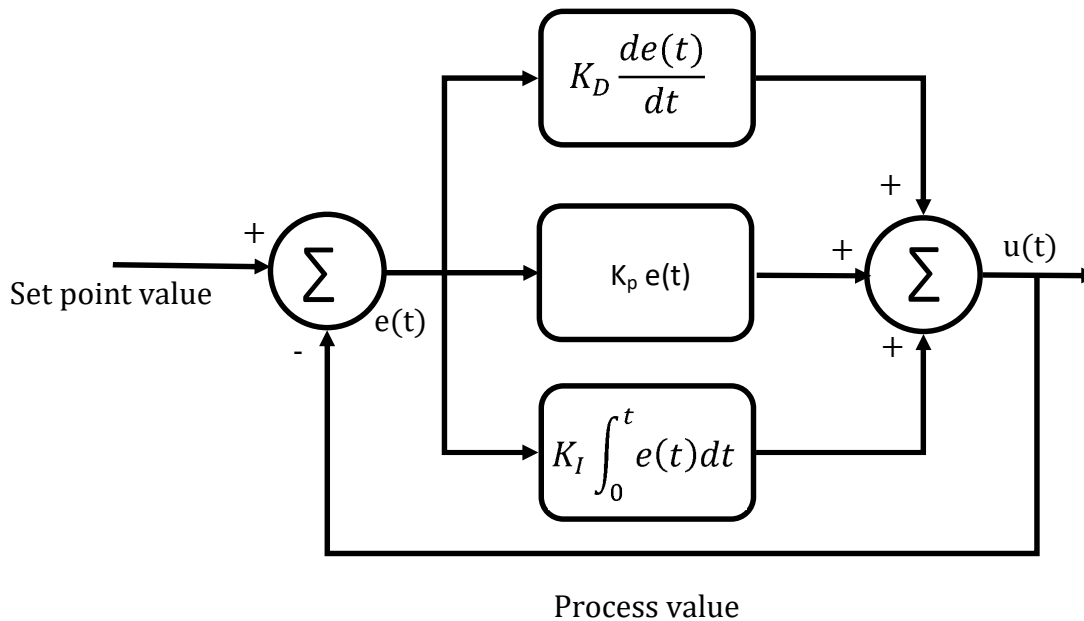 K_D de(t)/dt
+
+
Set point value
∑
e(t)
-
K_p e(t)
+
∑
u(t)
+
K_I ∫_0^t e(t)dt
Process value